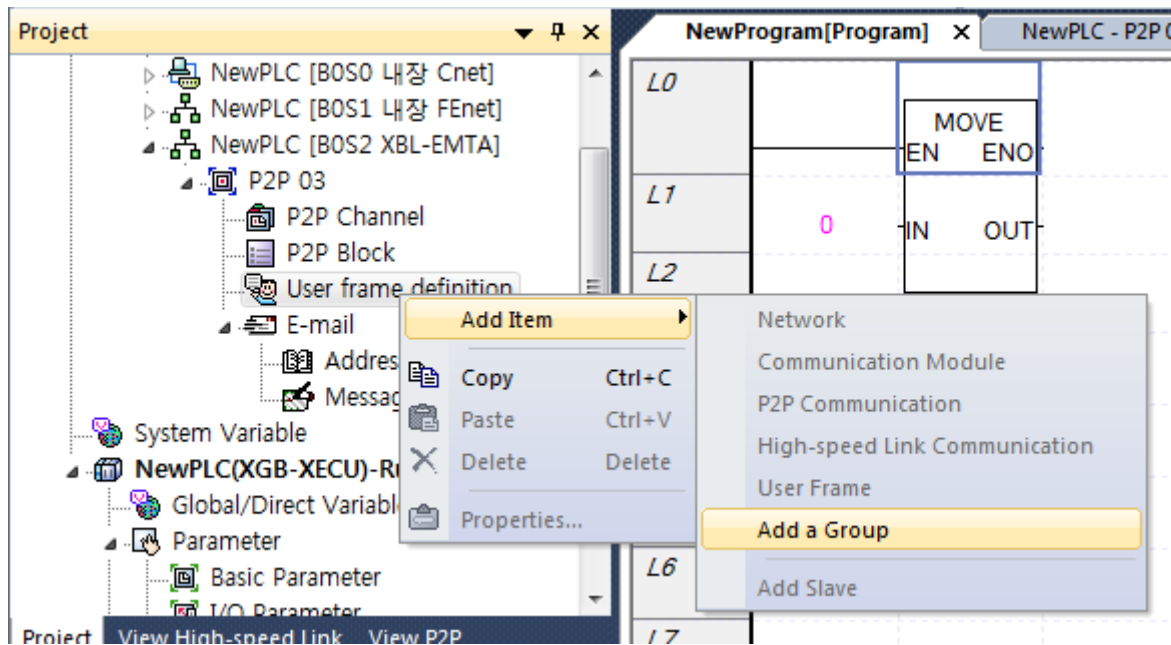 Project
NewPLC [B0S0 내장 Cnet]
NewPLC [B0S1 내장 FEnet]
NewPLC [B0S2 XBL-EMTA]
P2P 03
P2P Channel
P2P Block
User frame definition
E-mail
Addres
Messag
System Variable
NewPLC(XGB-XECU)-R
Global/Direct Variabl
Parameter
Basic Parameter
I/O Parameter
Project View High-speed Link View P2P
Add Item
Copy Ctrl+C
Paste Ctrl+V
Delete Delete
Properties...
Network
Communication Module
P2P Communication
High-speed Link Communication
User Frame
Add a Group
Add Slave
NewProgram[Program] NewPLC - P2P
L0
MOVE
EN ENO
L1
0 IN OUT
L2
L6
L7